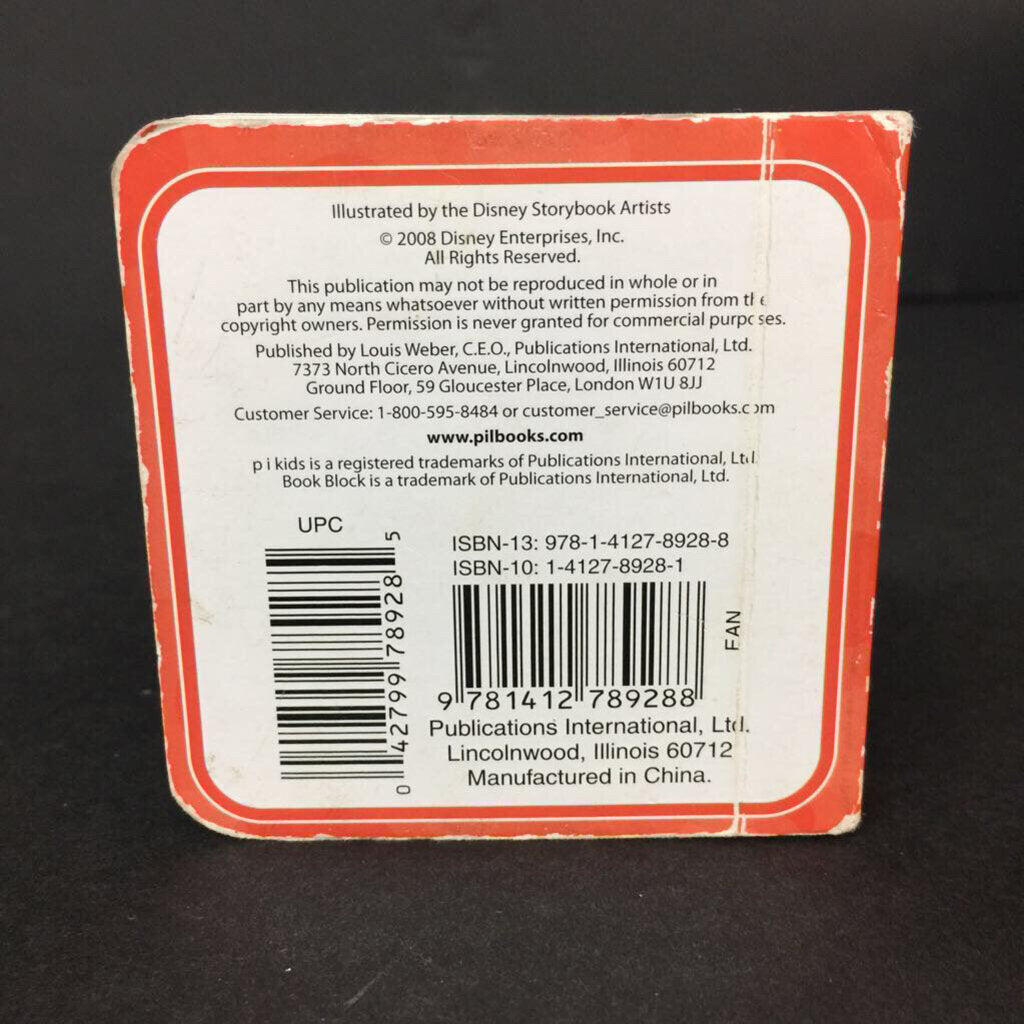 Illustrated by the Disney Storybook Artists
© 2008 Disney Enterprises, Inc.
All Rights Reserved.
This publication may not be reproduced in whole or in
part by any means whatsoever without written permission from the
copyright owners. Permission is never granted for commercial purposes.
Published by Louis Weber, C.E.O., Publications International, Ltd.
7373 North Cicero Avenue, Lincolnwood, Illinois 60712
Ground Floor, 59 Gloucester Place, London W1U 8JJ
Customer Service: 1-800-595-8484 or customer_service@pilbooks.com
www.pilbooks.com
p i kids is a registered trademarks of Publications International, Ltd.
Book Block is a trademark of Publications International, Ltd.
UPC
0 42799 78928 5
ISBN-13: 978-1-4127-8928-8
ISBN-10: 1-4127-8928-1
EAN
9 781412 789288
Publications International, Ltd.
Lincolnwood, Illinois 60712
Manufactured in China.